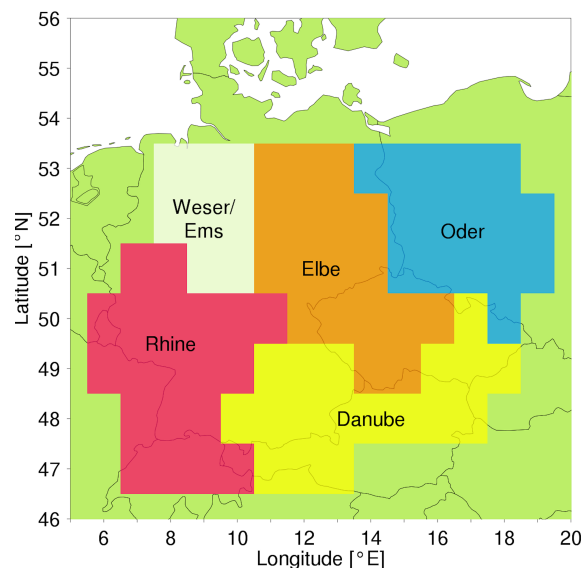 56
55
54
53
52
51
50
49
48
47
46
Latitude [°N]
Weser/
Ems
Oder
Elbe
Rhine
Danube
6 8 10 12 14 16 18 20
Longitude [°E]